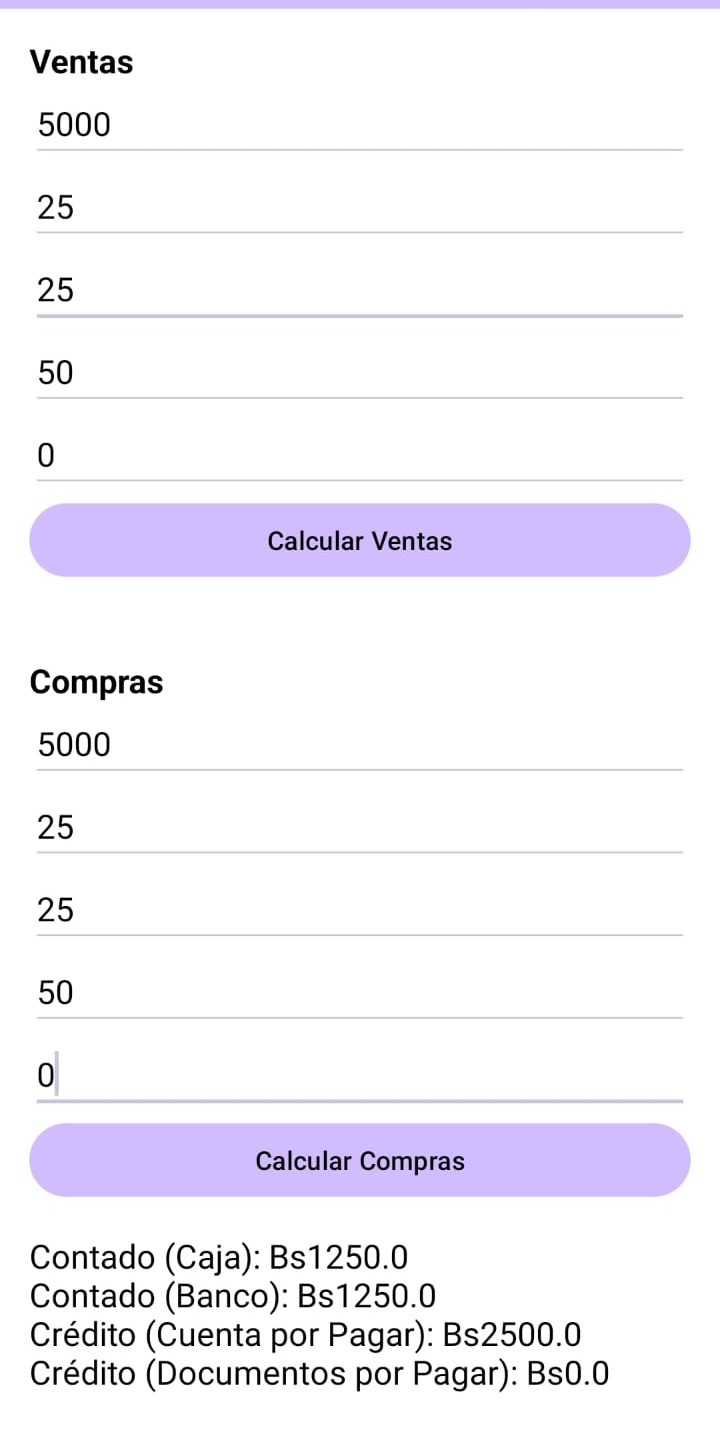 Ventas
5000
25
25
50
0
Calcular Ventas
Compras
5000
25
25
50
0
Calcular Compras
Contado (Caja): Bs1250.0
Contado (Banco): Bs1250.0
Crédito (Cuenta por Pagar): Bs2500.0
Crédito (Documentos por Pagar): Bs0.0